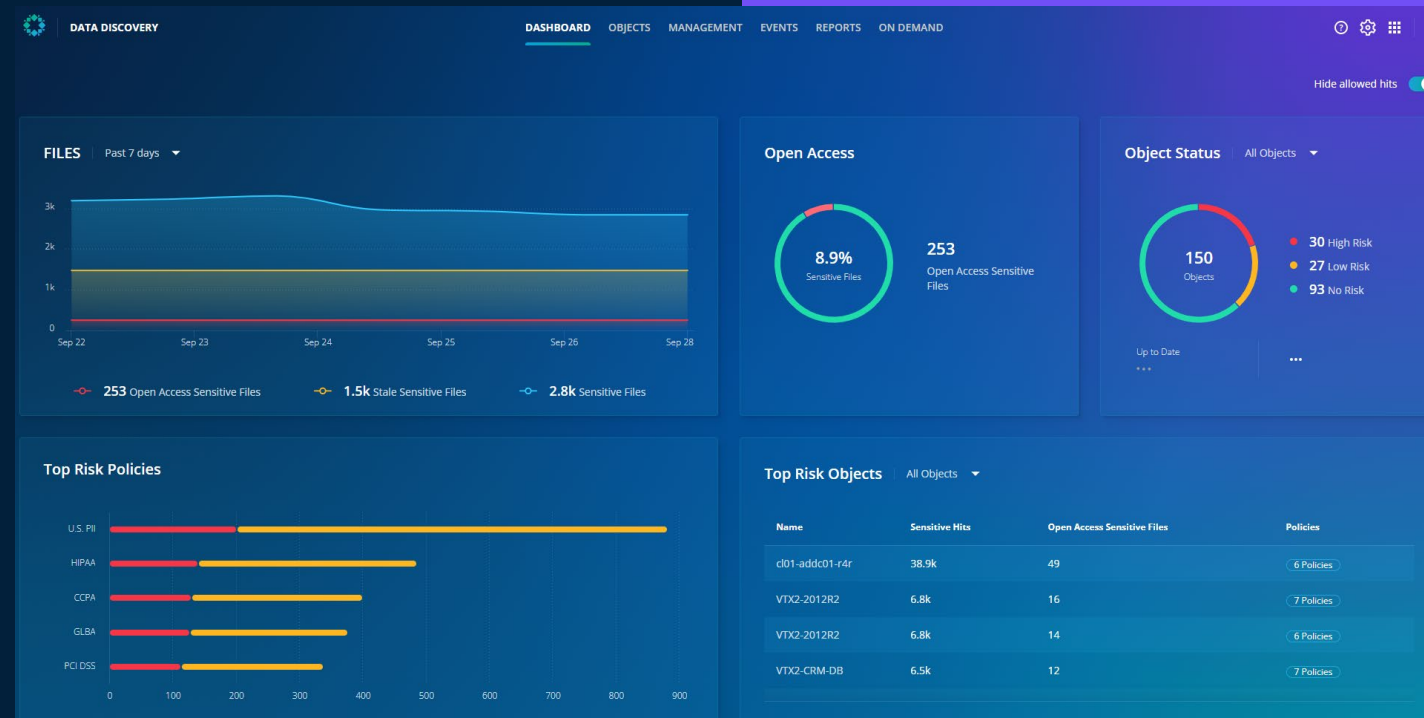 DATA DISCOVERY
DASHBOARD OBJECTS MANAGEMENT EVENTS REPORTS ON DEMAND
Hide allowed hits
FILES Past 7 days
3k
2k
1k
0
Sep 22 Sep 23 Sep 24 Sep 25 Sep 26 Sep 28
253 Open Access Sensitive Files 1.5k Stale Sensitive Files 2.8k Sensitive Files
Open Access
8.9%
Sensitive Files
253
Open Access Sensitive
Files
Object Status All Objects
150
Objects
30 High Risk
27 Low Risk
93 No Risk
Up to Date
Top Risk Policies
U.S. PII
HIPAA
CCPA
GLBA
PCI DSS
0 100 200 300 400 500 600 700 800 900
Top Risk Objects All Objects
Name Sensitive Hits Open Access Sensitive Files Policies
cl01-addc01-r4r 38.9k 49 6 Policies
VTX2-2012R2 6.8k 16 7 Policies
VTX2-2012R2 6.8k 14 6 Policies
VTX2-CRM-DB 6.5k 12 7 Policies